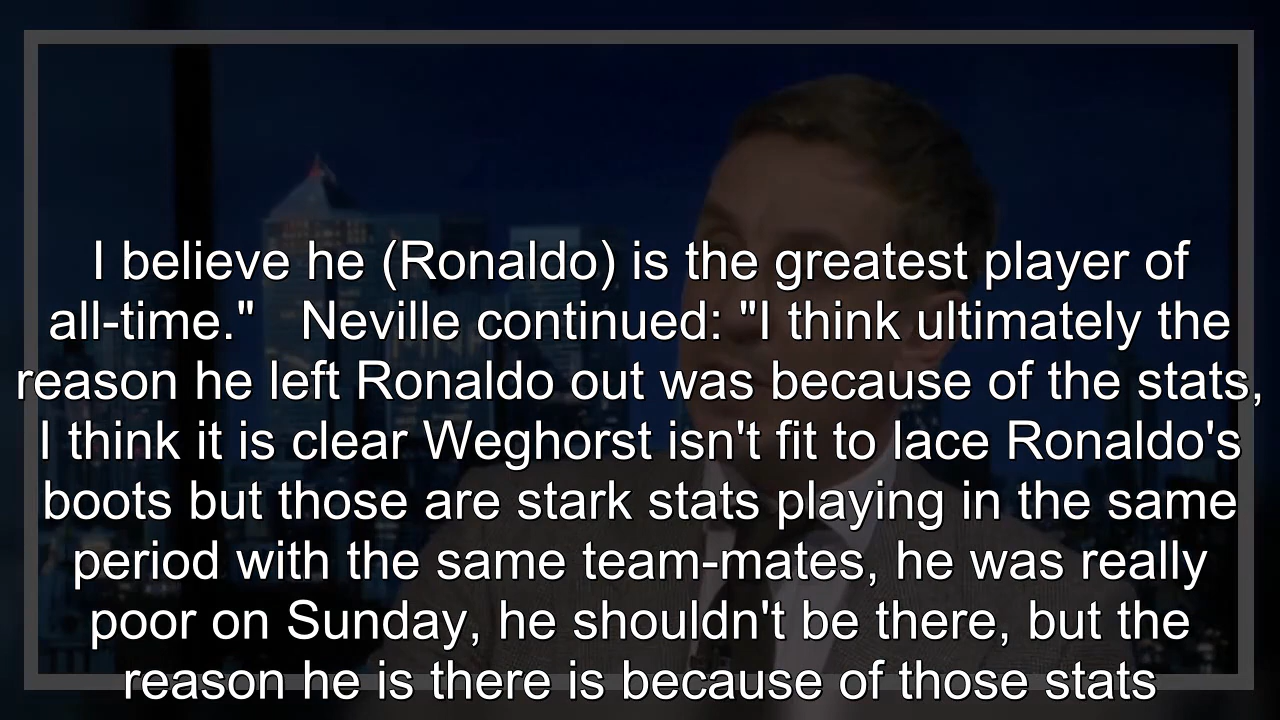 I believe he (Ronaldo) is the greatest player of
all-time."   Neville continued: "I think ultimately the
reason he left Ronaldo out was because of the stats,
I think it is clear Weghorst isn't fit to lace Ronaldo's
boots but those are stark stats playing in the same
period with the same team-mates, he was really
poor on Sunday, he shouldn't be there, but the
reason he is there is because of those stats